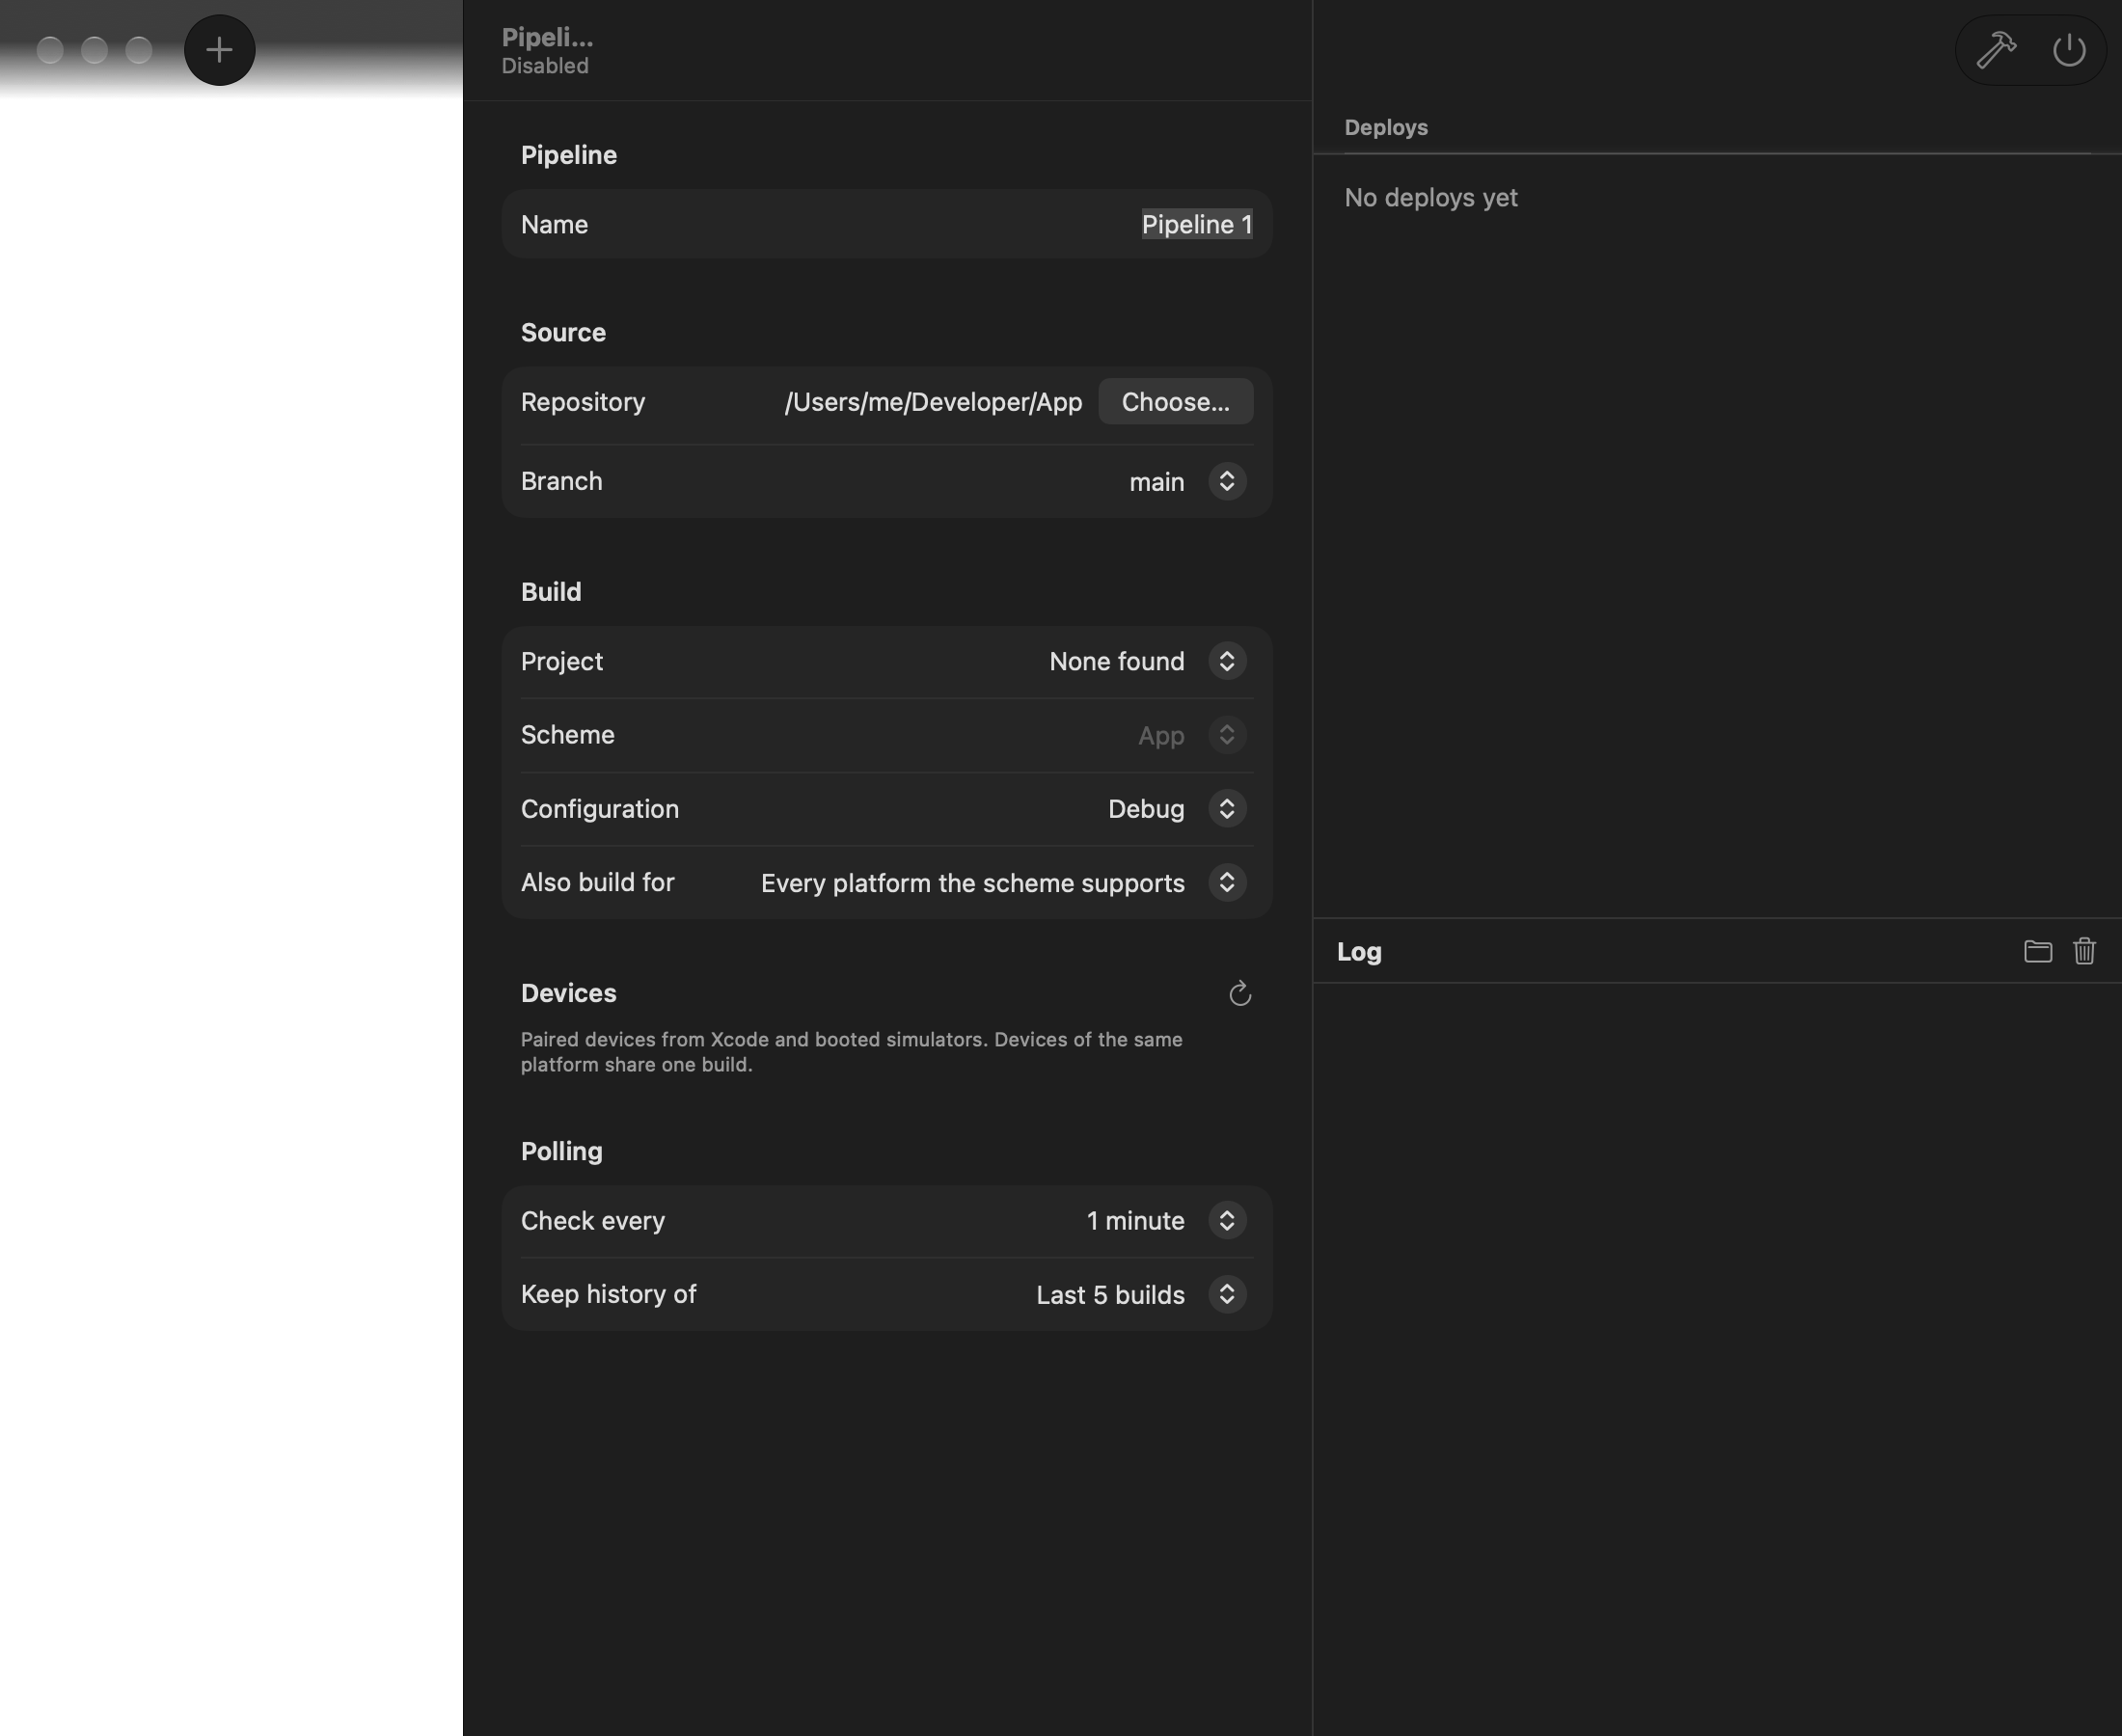 Pipeli...
Disabled
Pipeline
Name Pipeline 1
Source
Repository /Users/me/Developer/App Choose...
Branch main
Build
Project None found
Scheme App
Configuration Debug
Also build for Every platform the scheme supports
Devices
Paired devices from Xcode and booted simulators. Devices of the same
platform share one build.
Polling
Check every 1 minute
Keep history of Last 5 builds
Deploys
No deploys yet
Log